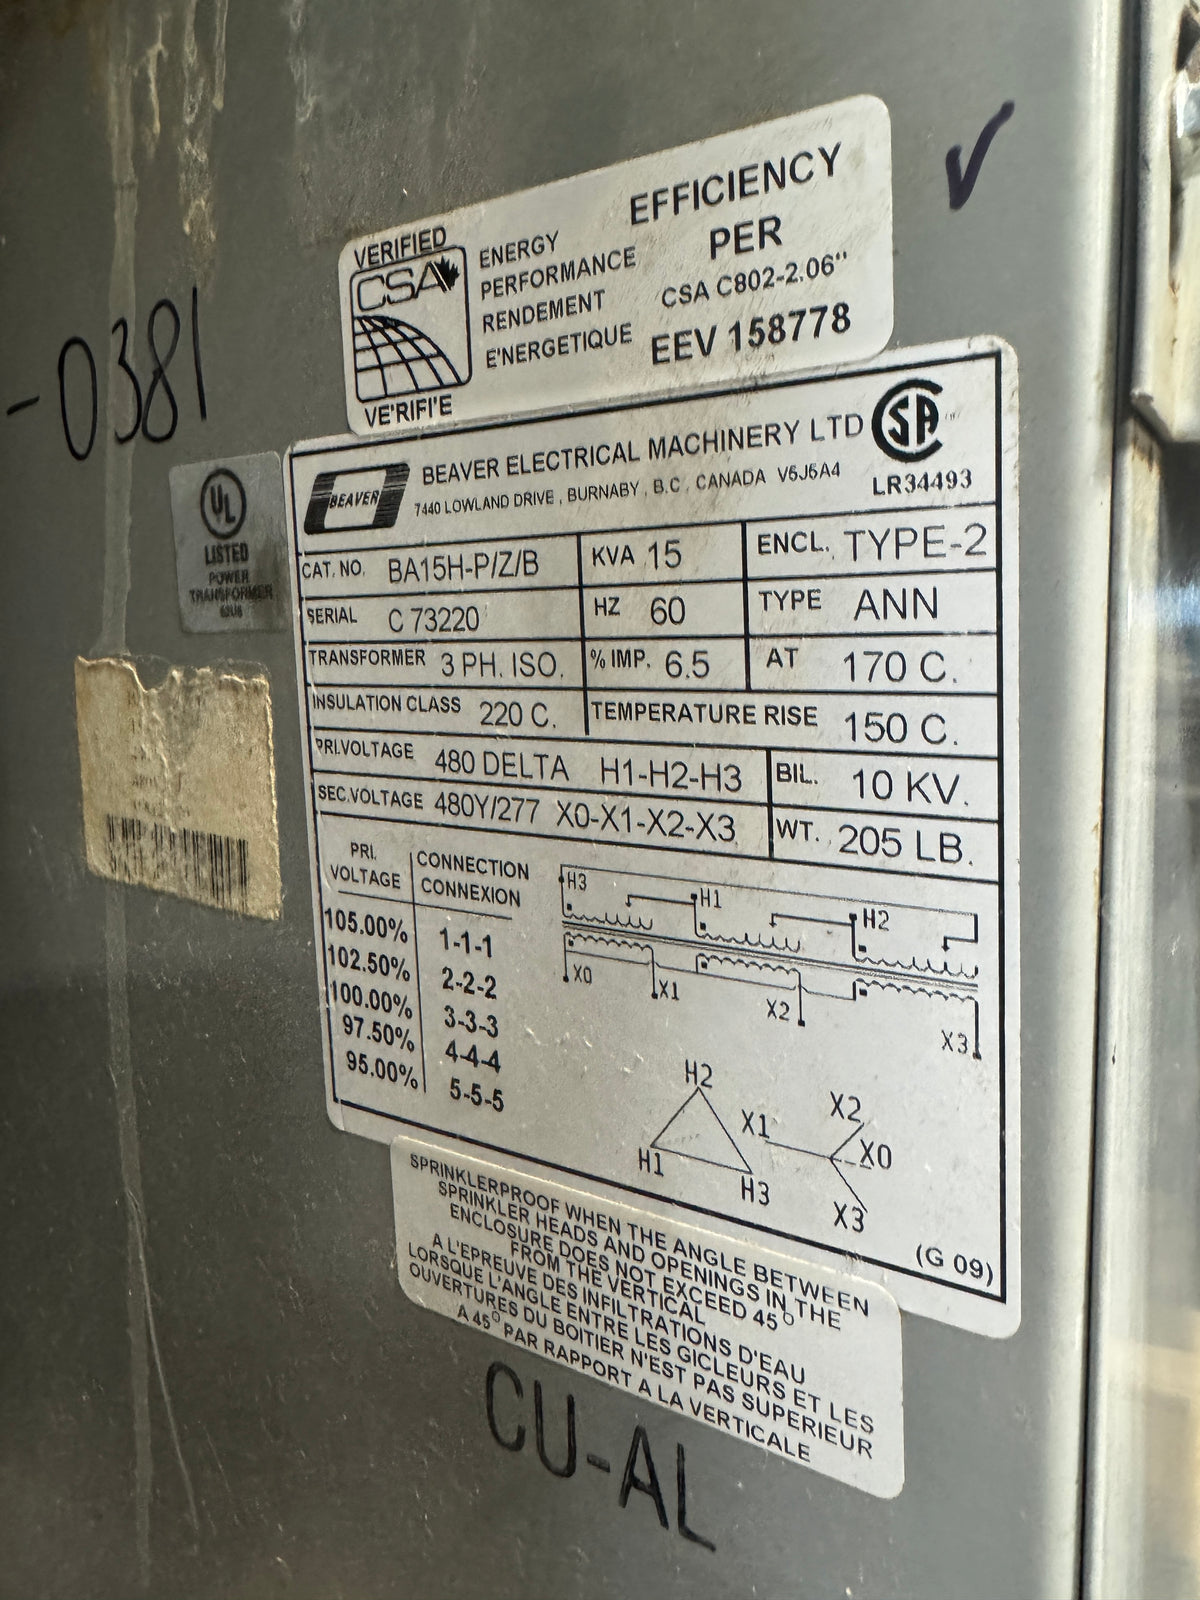 EFFICIENCY
PER
CSA C802-2.06"
EEV 158778
VERIFIED
CSA
VE'RIFI'E
ENERGY
PERFORMANCE
RENDEMENT
E'NERGETIQUE
-0381
UL
LISTED
POWER
TRANSFORMER
BEAVER
BEAVER ELECTRICAL MACHINERY LTD
7440 LOWLAND DRIVE, BURNABY, B.C, CANADA V5J5A4
LR34493
CAT. NO. BA15H-P/Z/B KVA 15 ENCL. TYPE-2
SERIAL C 73220 HZ 60 TYPE ANN
TRANSFORMER 3 PH. ISO. % IMP. 6.5 AT 170 C.
INSULATION CLASS 220 C. TEMPERATURE RISE 150 C.
PRI.VOLTAGE 480 DELTA H1-H2-H3 BIL. 10 KV.
SEC.VOLTAGE 480Y/277 X0-X1-X2-X3 WT. 205 LB.
PRI. VOLTAGE CONNECTION CONNEXION
105.00% 1-1-1
102.50% 2-2-2
100.00% 3-3-3
97.50% 4-4-4
95.00% 5-5-5
H3 H1 H2
X0 X1 X2 X3
H2
H1 H3
X1 X2 X0 X3
(G 09)
SPRINKLERPROOF WHEN THE ANGLE BETWEEN
SPRINKLER HEADS AND OPENINGS IN THE
ENCLOSURE DOES NOT EXCEED 45°
FROM THE VERTICAL
A L'EPREUVE DES INFILTRATIONS D'EAU
LORSQUE L'ANGLE ENTRE LES GICLEURS ET LES
OUVERTURES DU BOITIER N'EST PAS SUPERIEUR
A 45° PAR RAPPORT A LA VERTICALE
CU-AL